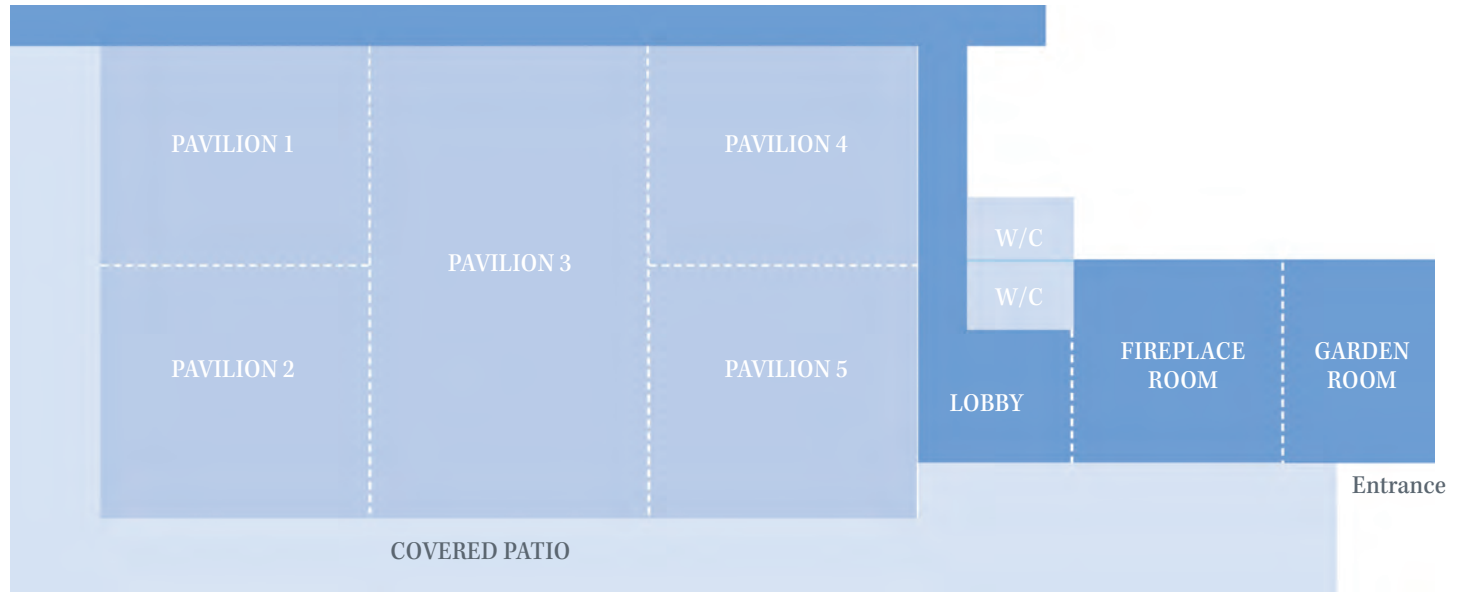 PAVILION 1
PAVILION 4
W/C
PAVILION 3
W/C
FIREPLACE
ROOM
GARDEN
ROOM
PAVILION 2
PAVILION 5
LOBBY
Entrance
COVERED PATIO